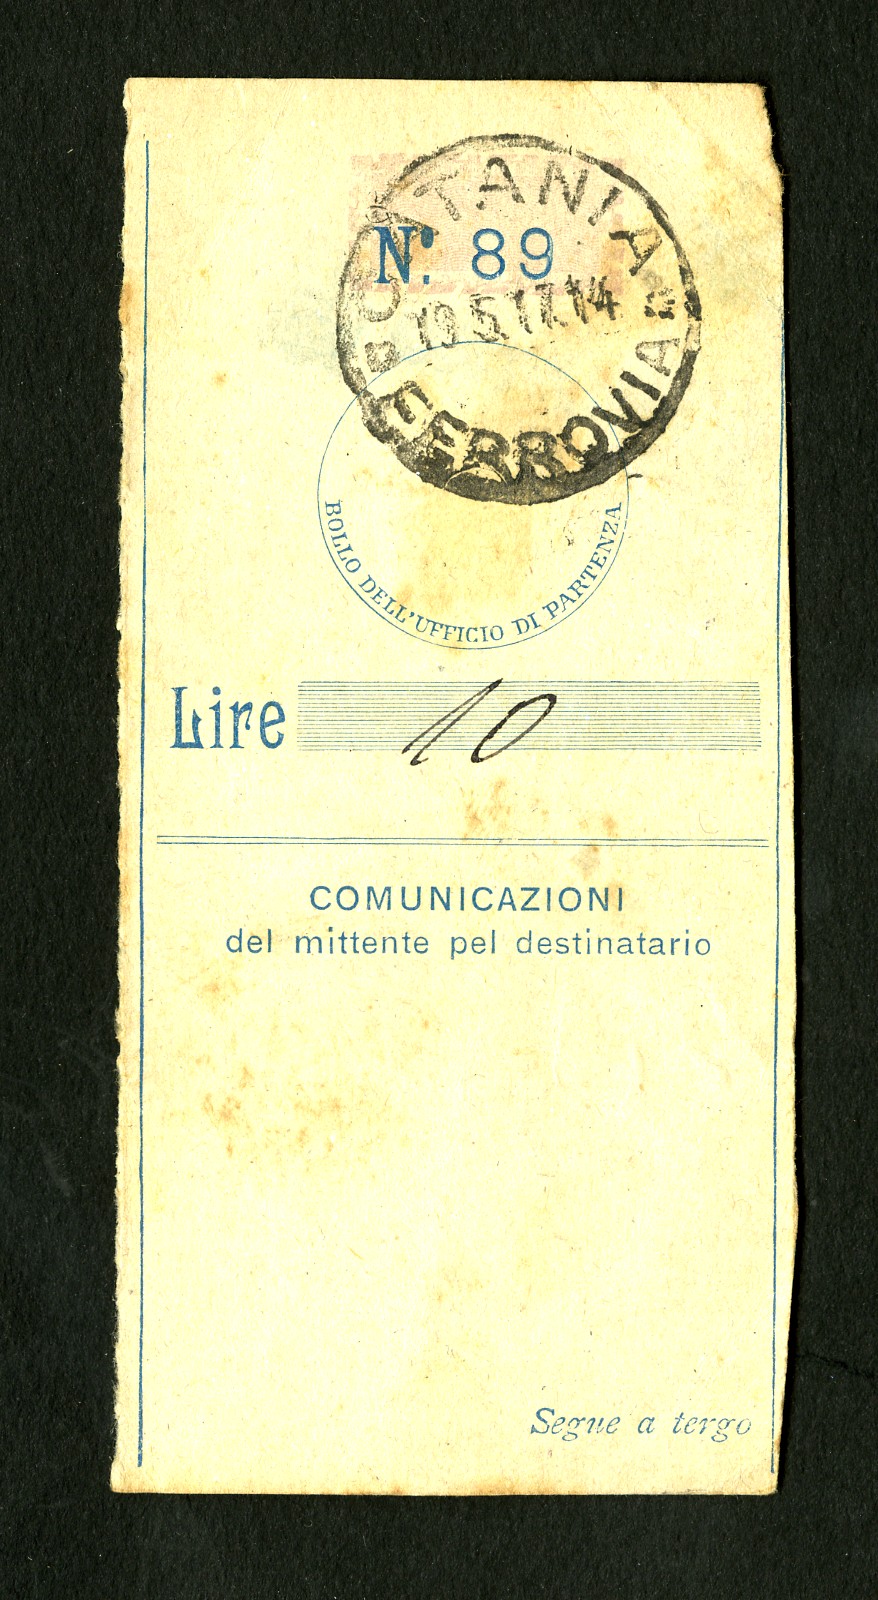 CATANIA
Nº. 89
19.5.17.14
FERROVIA
BOLLO DELL'UFFICIO DI PARTENZA
Lire 10
COMUNICAZIONI
del mittente pel destinatario
Segue a tergo